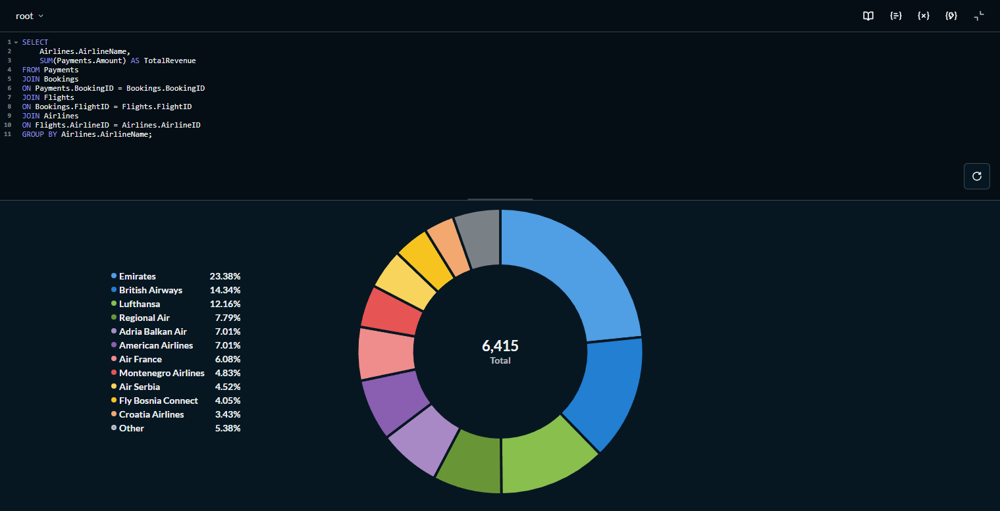 root
1 SELECT
2 Airlines.AirlineName,
3 SUM(Payments.Amount) AS TotalRevenue
4 FROM Payments
5 JOIN Bookings
6 ON Payments.BookingID = Bookings.BookingID
7 JOIN Flights
8 ON Bookings.FlightID = Flights.FlightID
9 JOIN Airlines
10 ON Flights.AirlineID = Airlines.AirlineID
11 GROUP BY Airlines.AirlineName;
Emirates 23.38%
British Airways 14.34%
Lufthansa 12.16%
Regional Air 7.79%
Adria Balkan Air 7.01%
American Airlines 7.01%
Air France 6.08%
Montenegro Airlines 4.83%
Air Serbia 4.52%
Fly Bosnia Connect 4.05%
Croatia Airlines 3.43%
Other 5.38%
6,415
Total